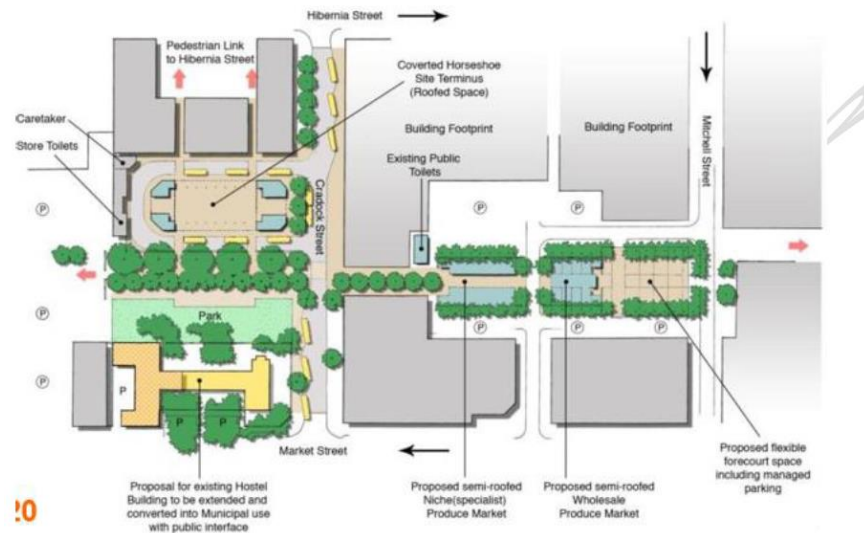 Hibernia Street
Pedestrian Link
to Hibernia Street
Coverted Horseshoe
Site Terminus
(Roofed Space)
Caretaker
Store Toilets
Building Footprint
Building Footprint
Mitchell Street
Existing Public
Toilets
Cradock Street
P
P
P
P
Park
P
P
P
P
P
P
P
P
Market Street
Proposal for existing Hostel
Building to be extended and
converted into Municipal use
with public interface
Proposed semi-roofed
Niche(specialist)
Produce Market
Proposed semi-roofed
Wholesale
Produce Market
Proposed flexible
forecourt space
including managed
parking
20